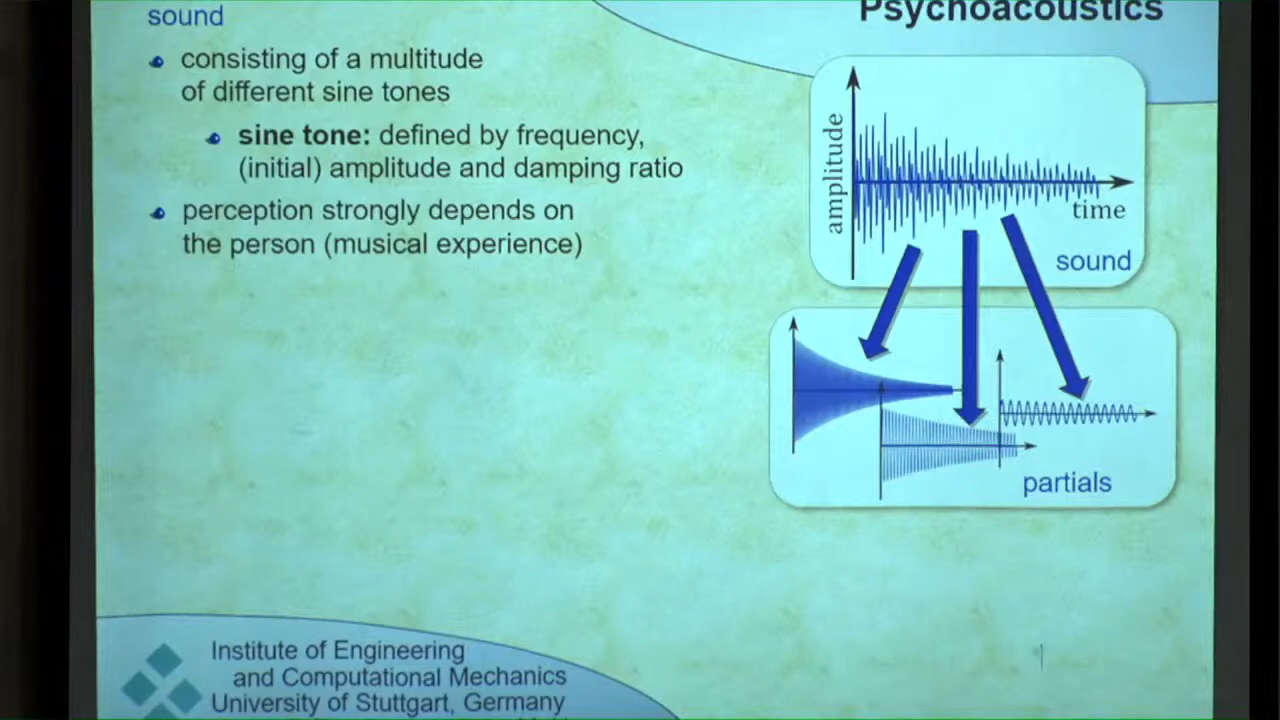 Psychoacoustics
sound
consisting of a multitude
of different sine tones
sine tone: defined by frequency,
(initial) amplitude and damping ratio
perception strongly depends on
the person (musical experience)
amplitude
time
sound
partials
Institute of Engineering
and Computational Mechanics
University of Stuttgart, Germany